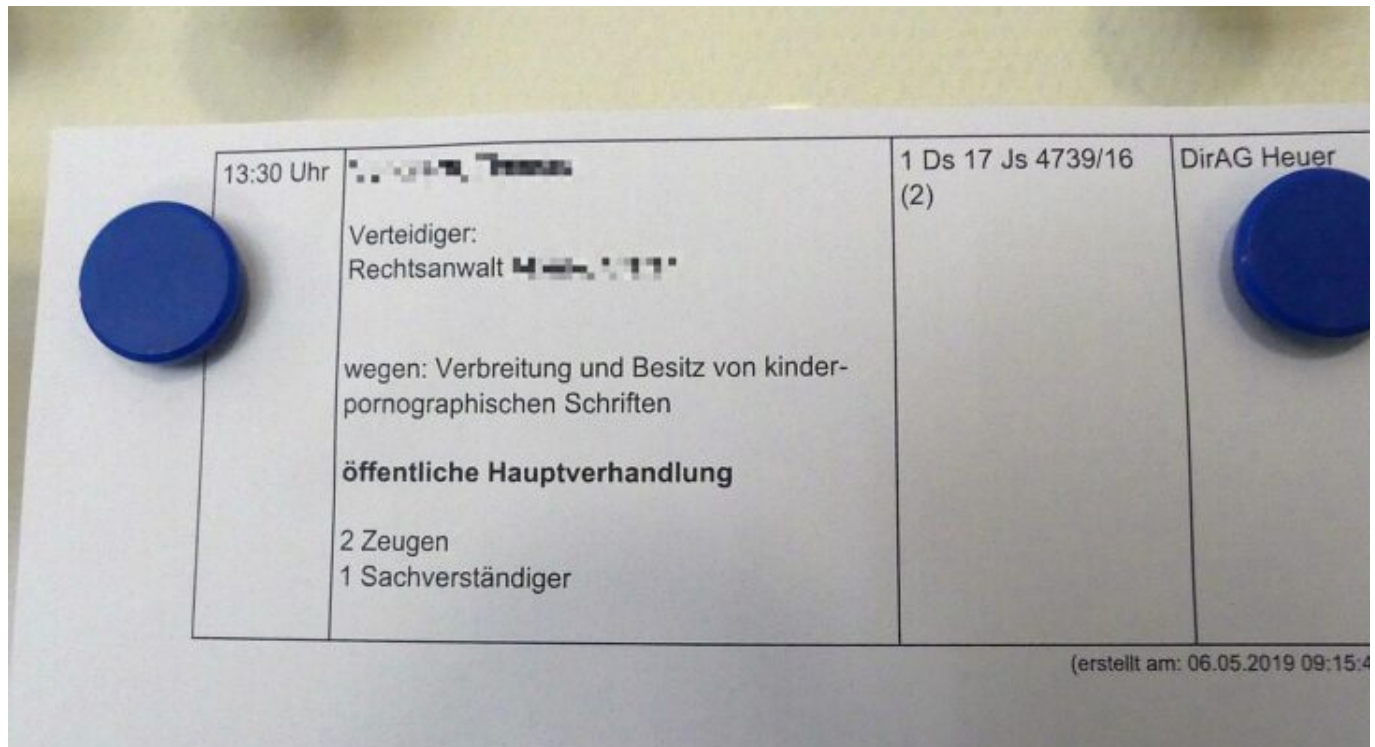 13:30 Uhr
Verteidiger:
Rechtsanwalt
wegen: Verbreitung und Besitz von kinder-
pornographischen Schriften
öffentliche Hauptverhandlung
2 Zeugen
1 Sachverständiger
1 Ds 17 Js 4739/16
(2)
DirAG Heuer
(erstellt am: 06.05.2019 09:15:4